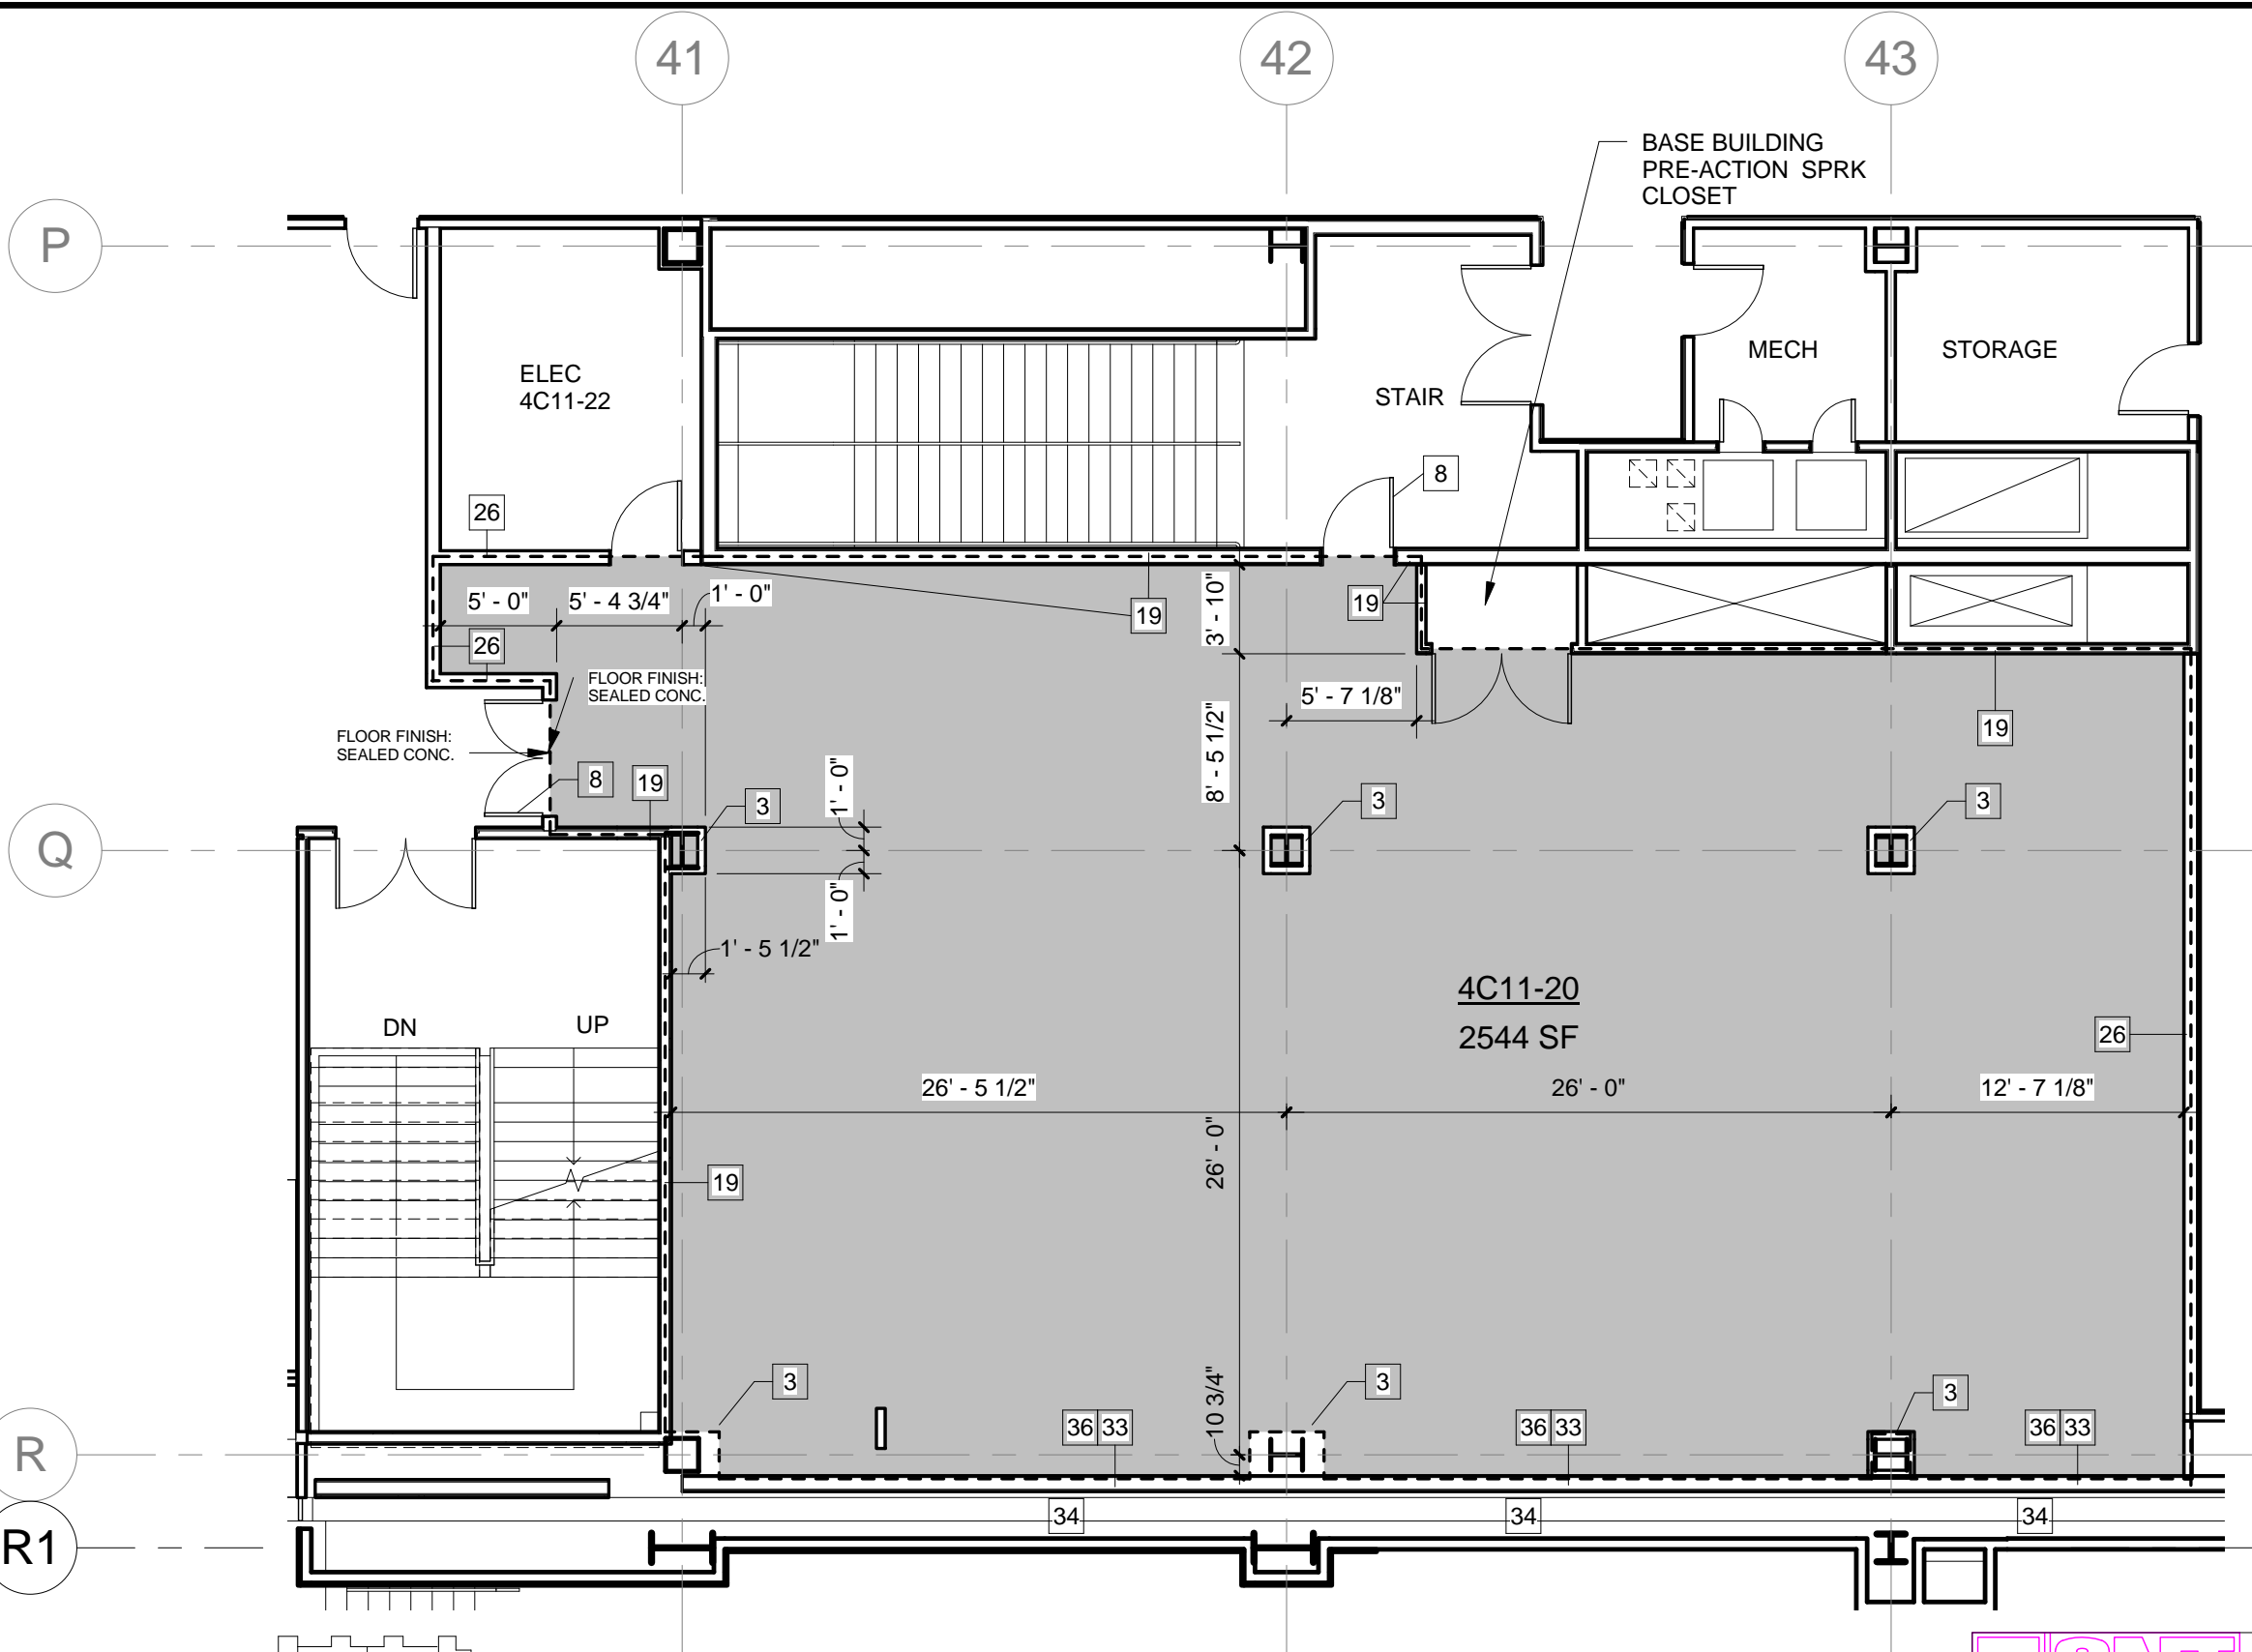 41
42
43
BASE BUILDING
PRE-ACTION SPRK
CLOSET
P
ELEC
4C11-22
STAIR
MECH
STORAGE
8
26
5' - 0"
5' - 4 3/4"
1' - 0"
19
3' - 10"
19
26
FLOOR FINISH:
SEALED CONC.
5' - 7 1/8"
19
FLOOR FINISH:
SEALED CONC.
8
19
3
1' - 0"
8' - 5 1/2"
3
3
Q
1' - 0"
1' - 5 1/2"
4C11-20
2544 SF
DN
UP
26
26' - 5 1/2"
26' - 0"
12' - 7 1/8"
26' - 0"
19
3
3
3
10 3/4"
36 33
36 33
36 33
R
34
34
34
R1